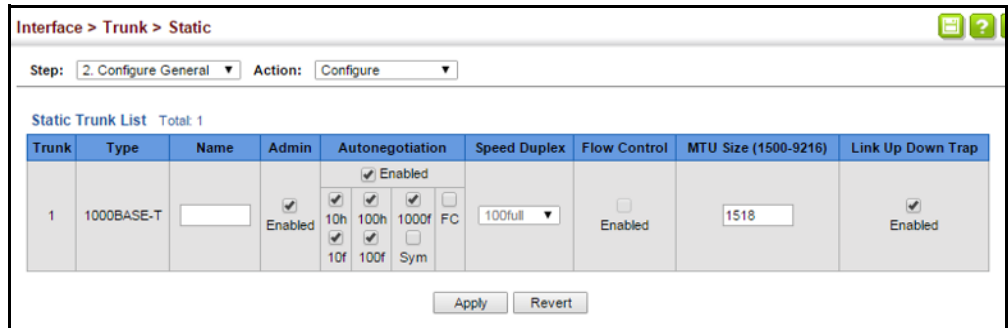 Interface > Trunk > Static
?
Step: 2. Configure General Action: Configure
Static Trunk List Total: 1
Trunk Type Name Admin Autonegotiation Speed Duplex Flow Control MTU Size (1500-9216) Link Up Down Trap
Enabled
1 1000BASE-T Enabled 10h 100h 1000f FC 100full Enabled 1518 Enabled
10f 100f Sym
Apply Revert